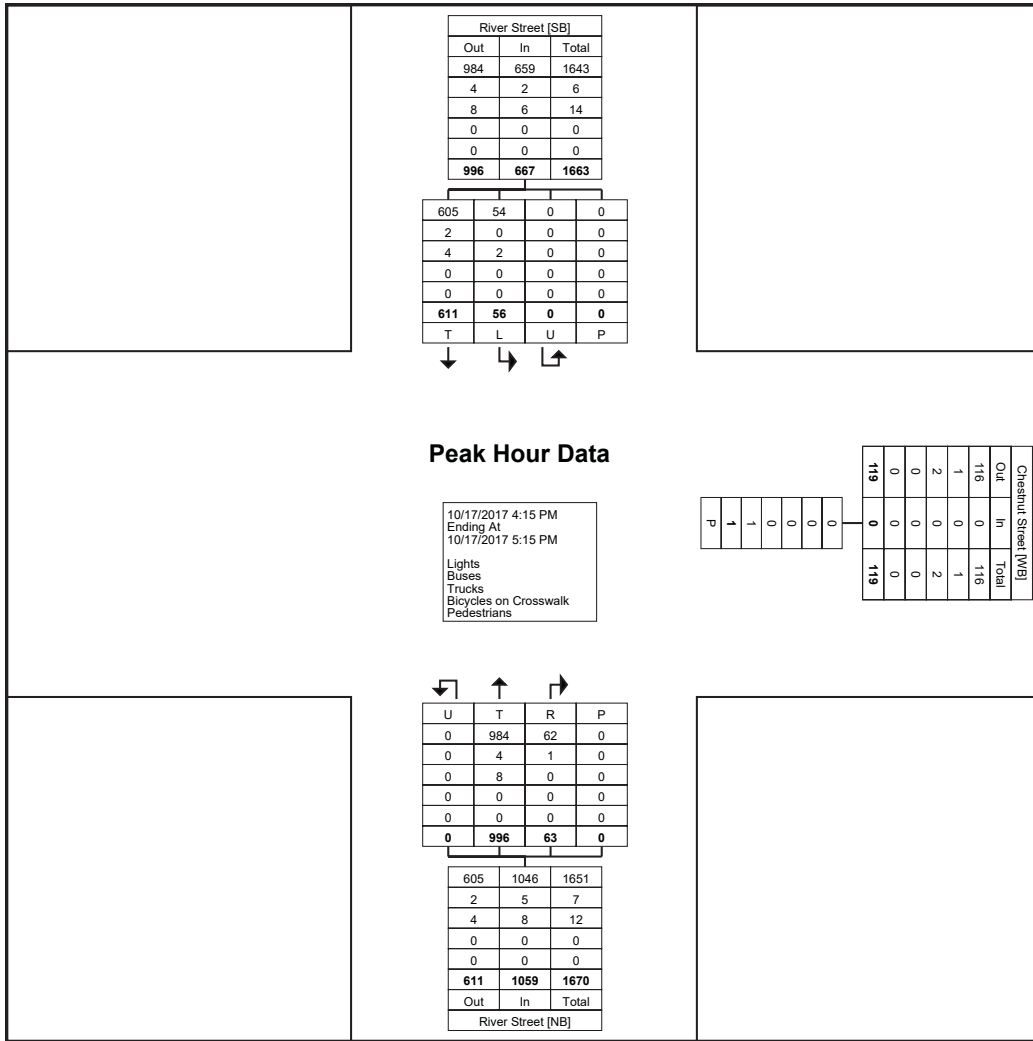 River Street [SB]
Out In Total
984 659 1643
4 2 6
8 6 14
0 0 0
0 0 0
996 667 1663
605 54 0 0
2 0 0 0
4 2 0 0
0 0 0 0
0 0 0 0
611 56 0 0
T L U P
Peak Hour Data
10/17/2017 4:15 PM
Ending At
10/17/2017 5:15 PM
Lights
Buses
Trucks
Bicycles on Crosswalk
Pedestrians
Chestnut Street [WB]
Out In Total
116 0 116
1 0 1
2 0 2
0 0 0
0 0 0
119 0 119
0
0
0
0
1
1
P
U T R P
0 984 62 0
0 4 1 0
0 8 0 0
0 0 0 0
0 0 0 0
0 996 63 0
605 1046 1651
2 5 7
4 8 12
0 0 0
0 0 0
611 1059 1670
Out In Total
River Street [NB]